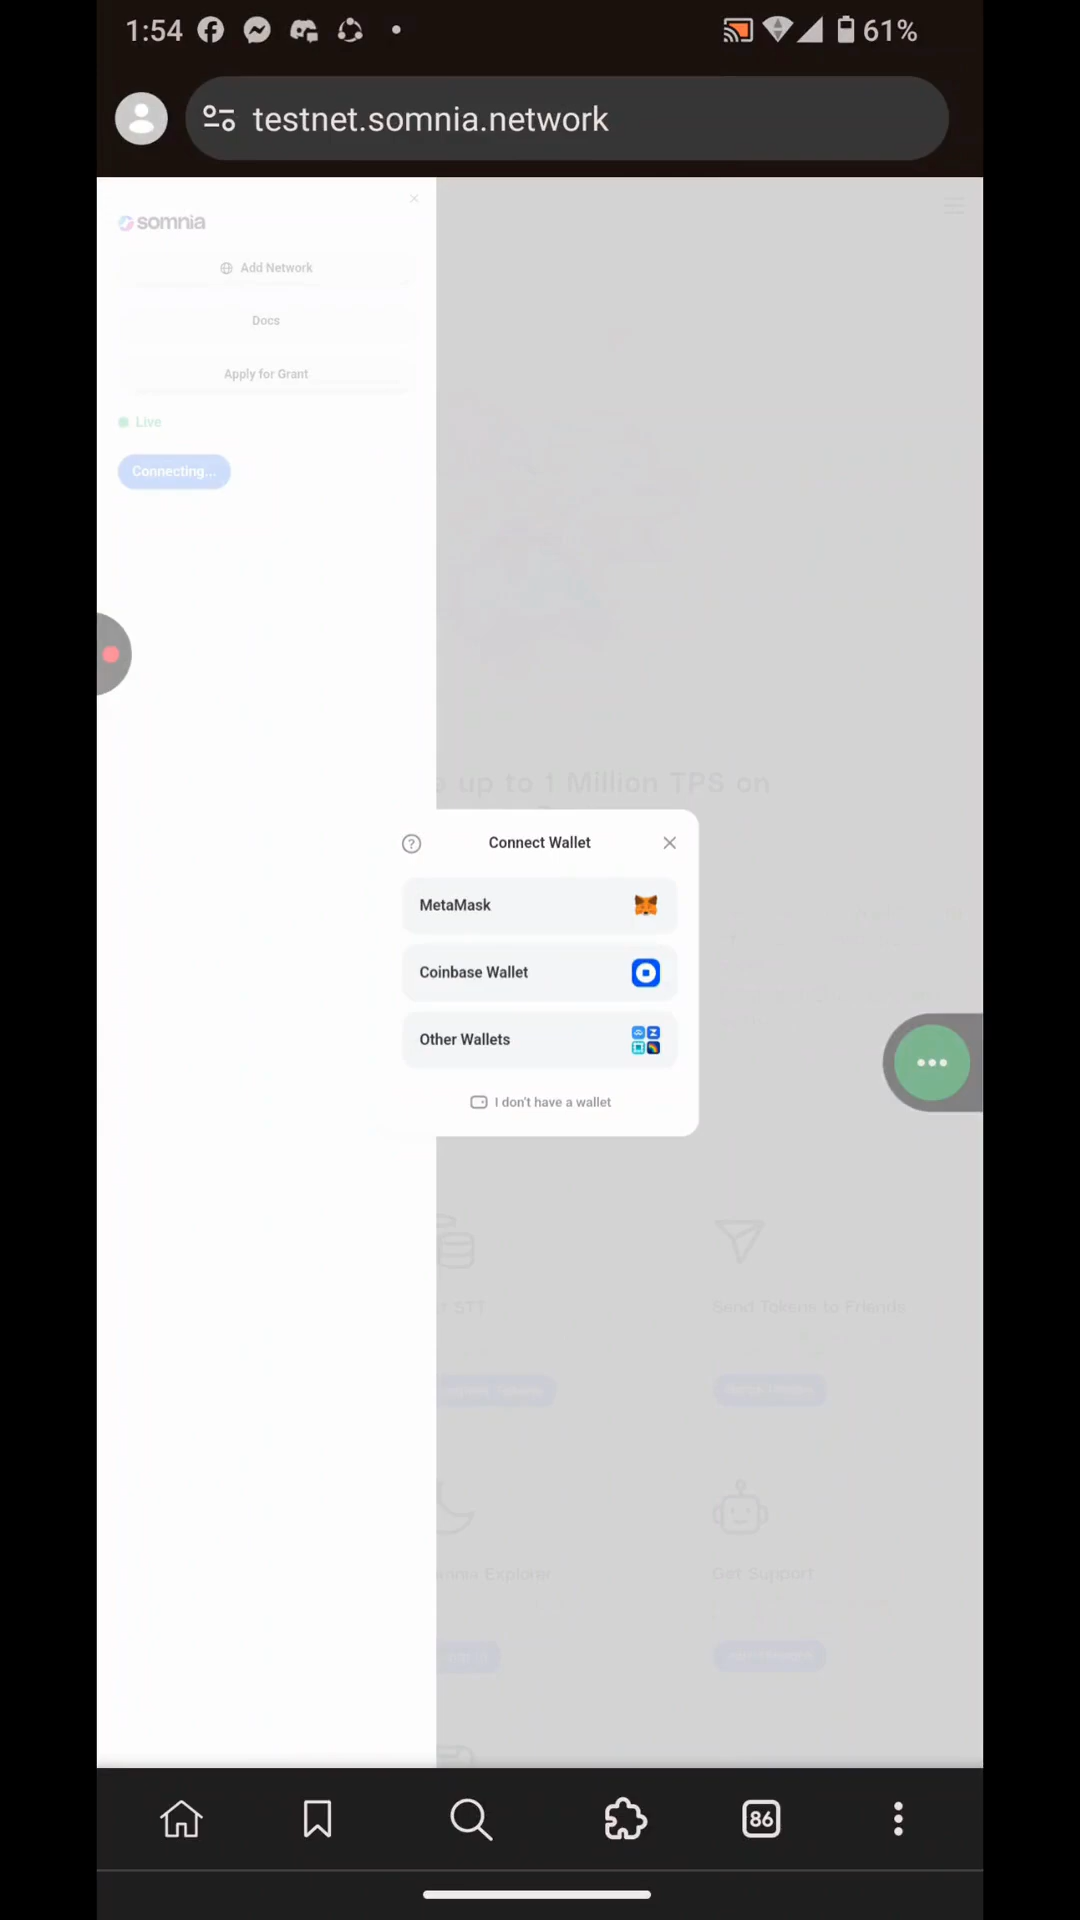 1:54
61%
testnet.somnia.network
somnia
Add Network
Docs
Apply for Grant
Live
Connecting...
up to 1 Million TPS on
Connect Wallet
MetaMask
Coinbase Wallet
Other Wallets
I don't have a wallet
STT
Send Tokens to Friends
Explorer
Get Support
86